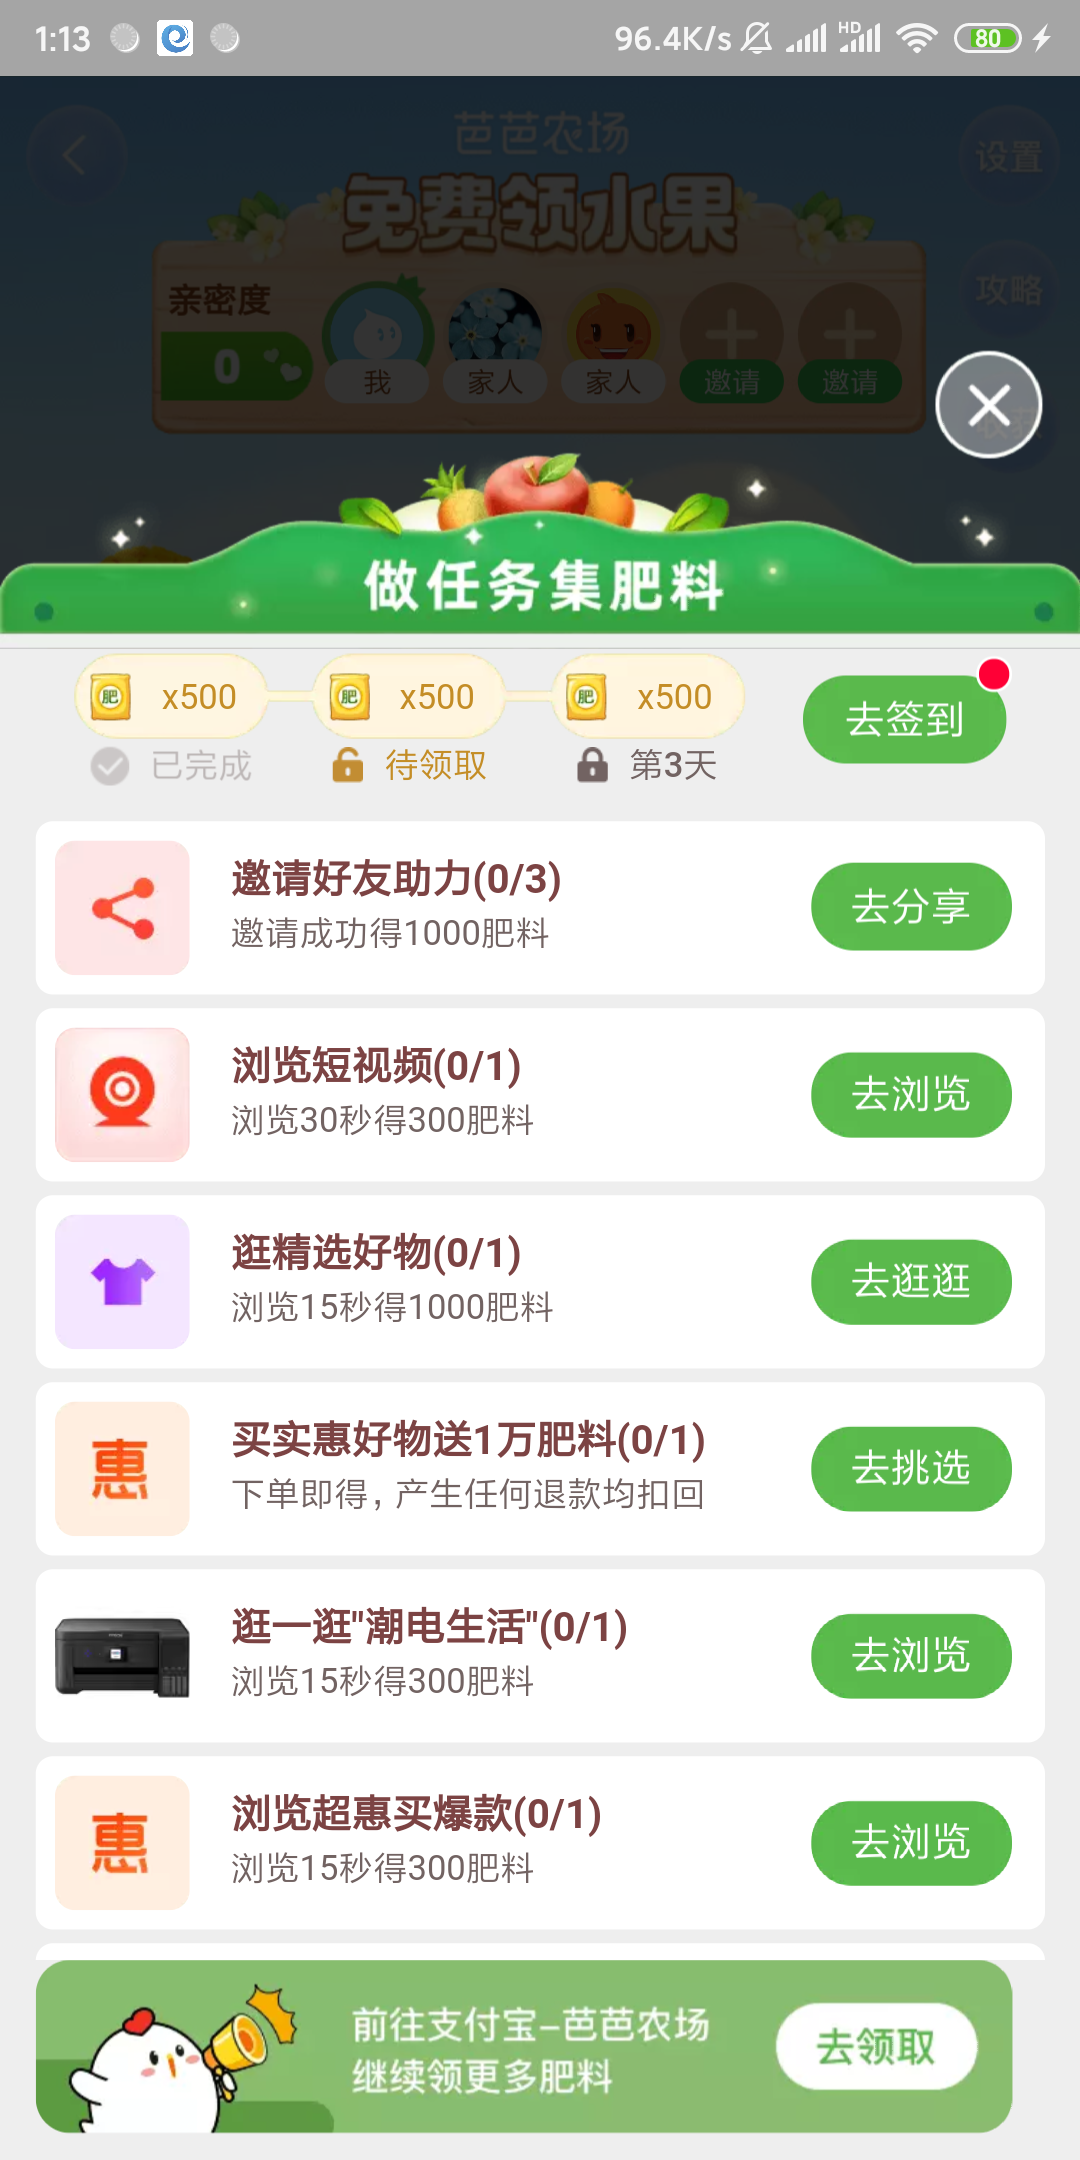 1:13
96.4K/s
HD
80
芭芭农场
设置
免费领水果
攻略
亲密度
0
我
家人
家人
邀请
邀请
做任务集肥料
肥 x500
肥 x500
肥 x500
去签到
已完成
待领取
第3天
邀请好友助力(0/3)
邀请成功得1000肥料
去分享
浏览短视频(0/1)
浏览30秒得300肥料
去浏览
逛精选好物(0/1)
浏览15秒得1000肥料
去逛逛
惠
买实惠好物送1万肥料(0/1)
下单即得，产生任何退款均扣回
去挑选
逛一逛"潮电生活"(0/1)
浏览15秒得300肥料
去浏览
惠
浏览超惠买爆款(0/1)
浏览15秒得300肥料
去浏览
前往支付宝–芭芭农场
继续领更多肥料
去领取